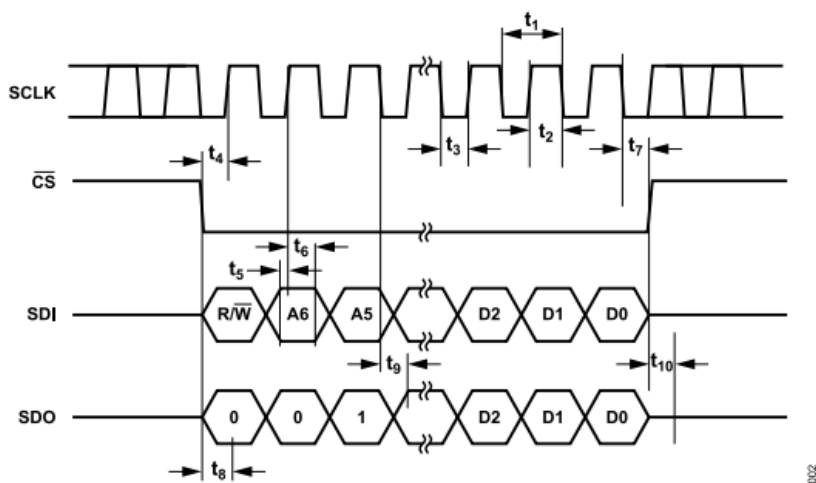 t1
SCLK
t4
t3
t2
t7
CS
t6
t5
SDI
R/W
A6
A5
D2
D1
D0
t9
t10
SDO
0
0
1
D2
D1
D0
t8
002